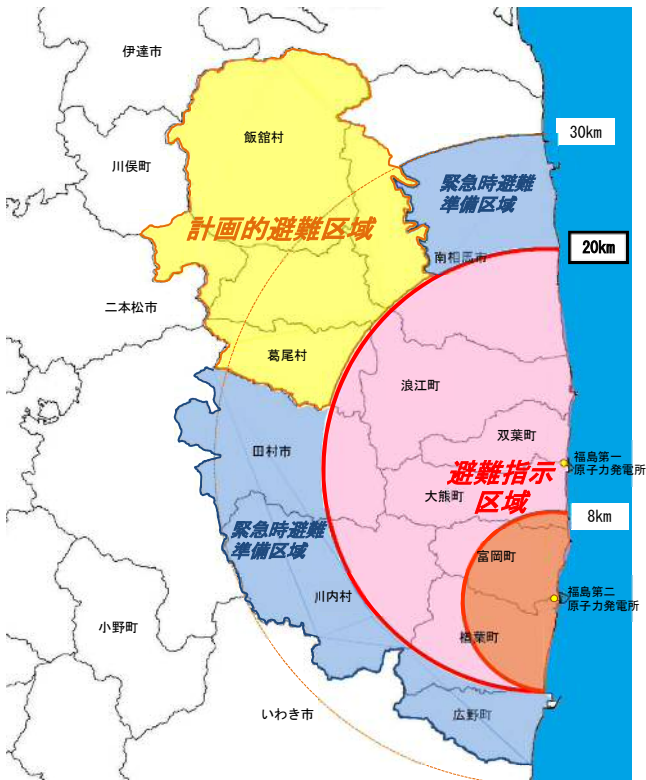 伊達市
飯舘村
30km
川俣町
緊急時避難
準備区域
計画的避難区域
20km
南相馬市
二本松市
葛尾村
浪江町
双葉町
田村市
福島第一
原子力発電所
避難指示
区域
大熊町
8km
緊急時避難
準備区域
富岡町
川内村
福島第二
原子力発電所
小野町
楢葉町
いわき市
広野町